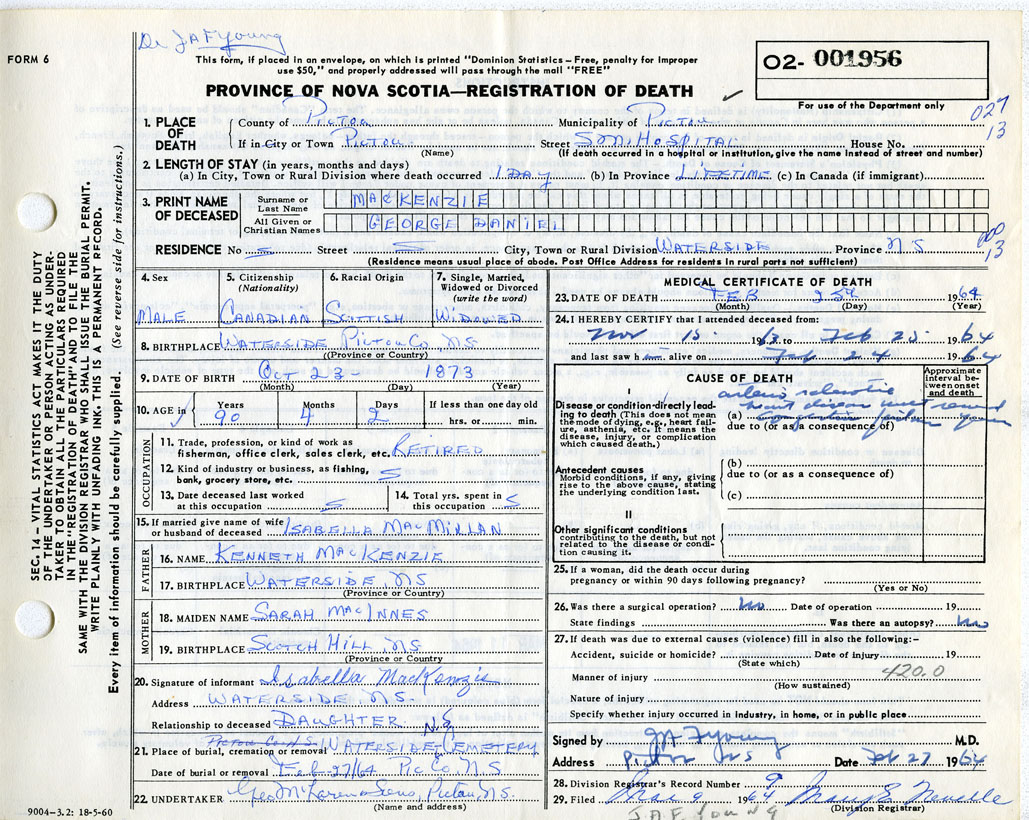 Dr J A F Young
FORM 6
This form, if placed in an envelope, on which is printed "Dominion Statistics – Free, penalty for improper
use $50," and properly addressed will pass through the mail "FREE"
O2- 001956
PROVINCE OF NOVA SCOTIA—REGISTRATION OF DEATH
For use of the Department only
027
13
1. PLACE OF DEATH
County of Pictou Municipality of Pictou
If in City or Town Pictou Street S.M. Hospital House No.
(Name) (If death occurred in a hospital or institution, give the name instead of street and number)
2. LENGTH OF STAY (in years, months and days)
(a) In City, Town or Rural Division where death occurred 1 Day (b) In Province Lifetime (c) In Canada (if immigrant)
3. PRINT NAME OF DECEASED
Surname or Last Name MACKENZIE
All Given or Christian Names GEORGE DANIEL
000
13
RESIDENCE No Street City, Town or Rural Division Waterside Province N S
(Residence means usual place of abode. Post Office Address for residents in rural parts not sufficient)
4. Sex Male
5. Citizenship (Nationality) Canadian
6. Racial Origin Scottish
7. Single, Married, Widowed or Divorced (write the word) Widowed
8. BIRTHPLACE Waterside Pictou Co, N.S.
(Province or Country)
9. DATE OF BIRTH Oct 23 1873
(Month) (Day) (Year)
10. AGE in Years 90 Months 4 Days 2 If less than one day old hrs. or min.
OCCUPATION
11. Trade, profession, or kind of work as
fisherman, office clerk, sales clerk, etc. Retired
12. Kind of industry or business, as fishing,
bank, grocery store, etc.
13. Date deceased last worked at this occupation
14. Total yrs. spent in this occupation
15. If married give name of wife or husband of deceased Isabella MacMillan
FATHER
16. NAME Kenneth MacKenzie
17. BIRTHPLACE Waterside, N S
(Province or Country)
MOTHER
18. MAIDEN NAME Sarah MacInnes
19. BIRTHPLACE Scotch Hill, N S
(Province or Country
20. Signature of informant Isabella MacKenzie
Address Waterside, N S.
Relationship to deceased Daughter N.S
21. Place of burial, cremation or removal Waterside Cemetery
Date of burial or removal Feb 27/64 Pic Co, N.S.
22. UNDERTAKER Geo McLaren & Sons, Pictou N.S.
(Name and address)
MEDICAL CERTIFICATE OF DEATH
23. DATE OF DEATH Feb 25th 1964
(Month) (Day) (Year)
24. I HEREBY CERTIFY that I attended deceased from:
Nov 15 1963 to Feb 25 1964
and last saw him alive on Feb 24 1964
CAUSE OF DEATH
Approximate interval between onset and death
I
Disease or condition directly leading to death (This does not mean the mode of dying, e.g., heart failure, asthenia, etc. It means the disease, injury, or complication which caused death.)
arterio sclerotic
(a) heart disease several years
due to (or as a consequence of)
Antecedent causes
Morbid conditions, if any, giving rise to the above cause, stating the underlying condition last.
(b)
due to (or as a consequence of)
(c)
II
Other significant conditions
contributing to the death, but not related to the disease or condition causing it.
25. If a woman, did the death occur during
pregnancy or within 90 days following pregnancy?
(Yes or No)
26. Was there a surgical operation? No Date of operation 19
State findings Was there an autopsy? No
27. If death was due to external causes (violence) fill in also the following:–
Accident, suicide or homicide? Date of injury 19
(State which)
420.0
Manner of injury
(How sustained)
Nature of injury
Specify whether injury occurred in industry, in home, or in public place
Signed by JAF Young M.D.
Address Pictou N S Date Feb 27 1964
28. Division Registrar's Record Number 9
29. Filed Mar 9 1964
(Division Registrar)
J A F YOUNG
SEC. 14 – VITAL STATISTICS ACT MAKES IT THE DUTY
OF THE UNDERTAKER OR PERSON ACTING AS UNDER-
TAKER TO OBTAIN ALL THE PARTICULARS REQUIRED
IN THE "REGISTRATION OF DEATH" AND TO FILE THE
SAME WITH THE DIVISION REGISTRAR WHO SHALL ISSUE THE BURIAL PERMIT.
WRITE PLAINLY WITH UNFADING INK. THIS IS A PERMANENT RECORD.
Every item of information should be carefully supplied. (See reverse side for instructions.)
9004-3.2: 18-5-60